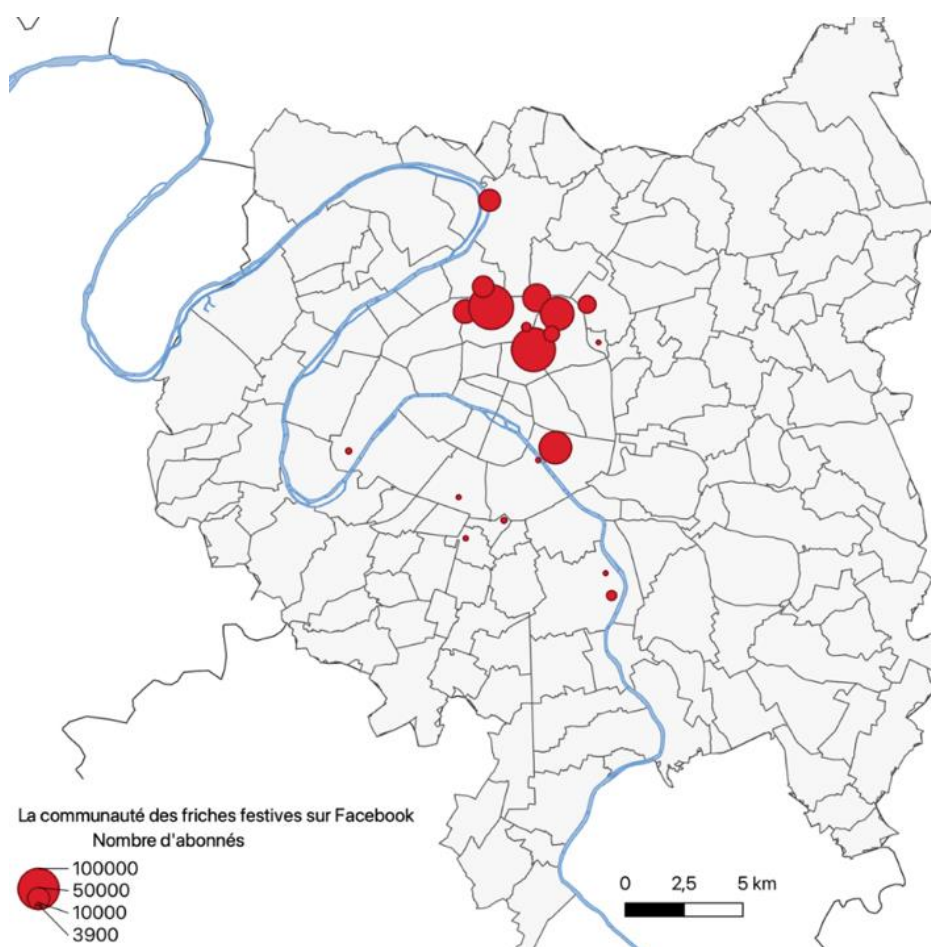 La communauté des friches festives sur Facebook
Nombre d'abonnés
100000
50000
10000
3900
0 2,5 5 km